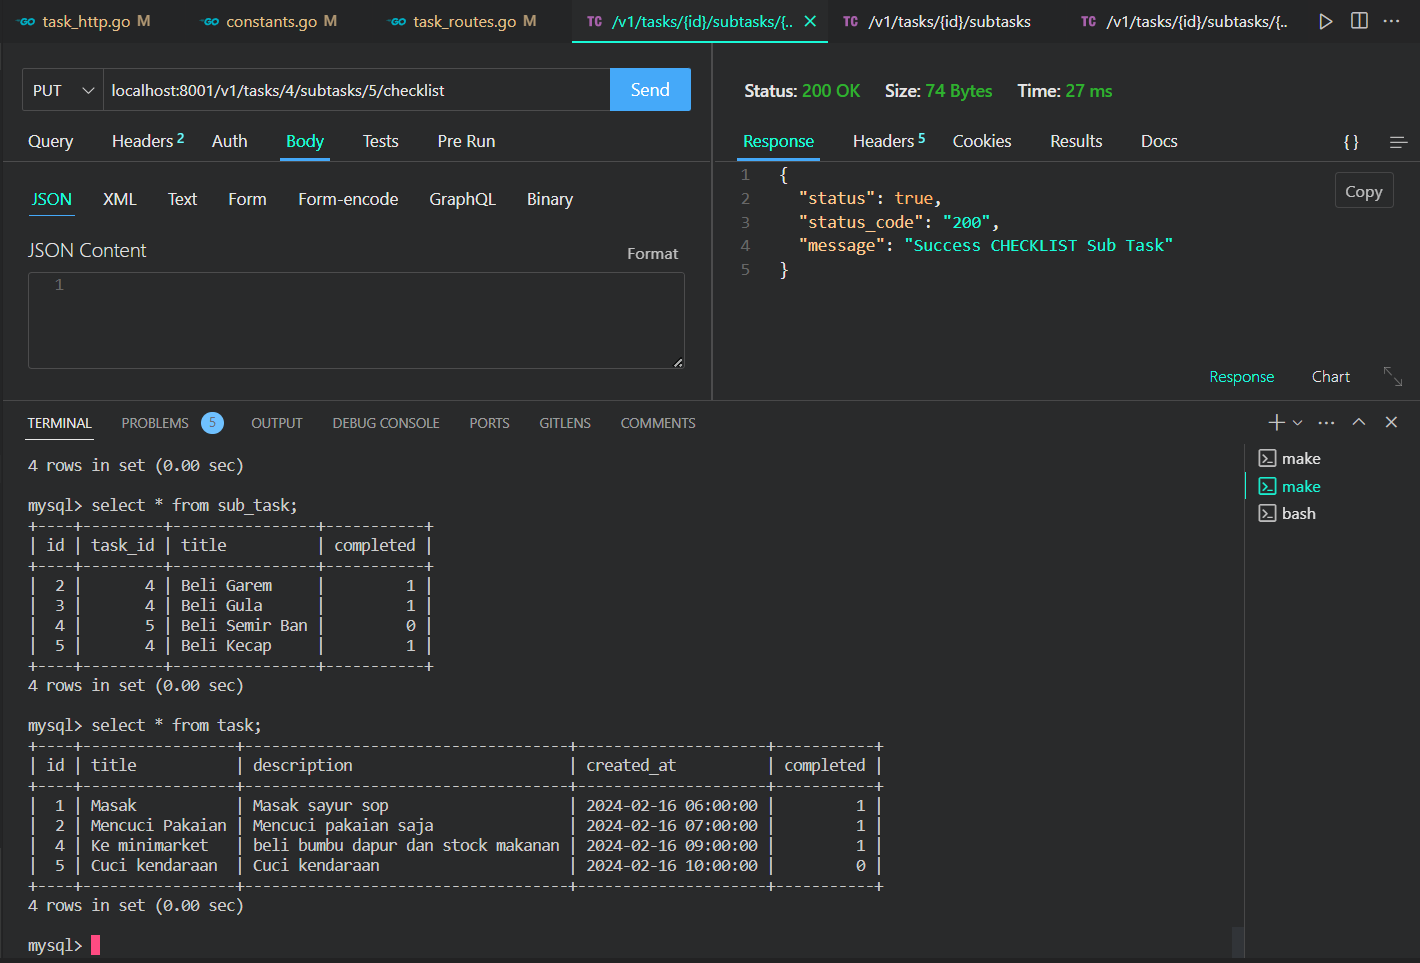 task_http.go M
constants.go M
task_routes.go M
TC /v1/tasks/{id}/subtasks/{..
TC /v1/tasks/{id}/subtasks
TC /v1/tasks/{id}/subtasks/{..
PUT
localhost:8001/v1/tasks/4/subtasks/5/checklist
Send
Query Headers 2 Auth Body Tests Pre Run
JSON XML Text Form Form-encode GraphQL Binary
JSON Content
Format
1
Status: 200 OK Size: 74 Bytes Time: 27 ms
Response Headers 5 Cookies Results Docs { }
Copy
1 {
2 "status": true,
3 "status_code": "200",
4 "message": "Success CHECKLIST Sub Task"
5 }
Response Chart
TERMINAL PROBLEMS 5 OUTPUT DEBUG CONSOLE PORTS GITLENS COMMENTS
4 rows in set (0.00 sec)
mysql> select * from sub_task;
+----+---------+----------------+-----------+
| id | task_id | title          | completed |
+----+---------+----------------+-----------+
|  2 |       4 | Beli Garem     |         1 |
|  3 |       4 | Beli Gula      |         1 |
|  4 |       5 | Beli Semir Ban |         0 |
|  5 |       4 | Beli Kecap     |         1 |
+----+---------+----------------+-----------+
4 rows in set (0.00 sec)
mysql> select * from task;
+----+-----------------+------------------------------------+---------------------+-----------+
| id | title           | description                        | created_at          | completed |
+----+-----------------+------------------------------------+---------------------+-----------+
|  1 | Masak           | Masak sayur sop                    | 2024-02-16 06:00:00 |         1 |
|  2 | Mencuci Pakaian | Mencuci pakaian saja               | 2024-02-16 07:00:00 |         1 |
|  4 | Ke minimarket   | beli bumbu dapur dan stock makanan | 2024-02-16 09:00:00 |         1 |
|  5 | Cuci kendaraan  | Cuci kendaraan                     | 2024-02-16 10:00:00 |         0 |
+----+-----------------+------------------------------------+---------------------+-----------+
4 rows in set (0.00 sec)
mysql>
make
make
bash